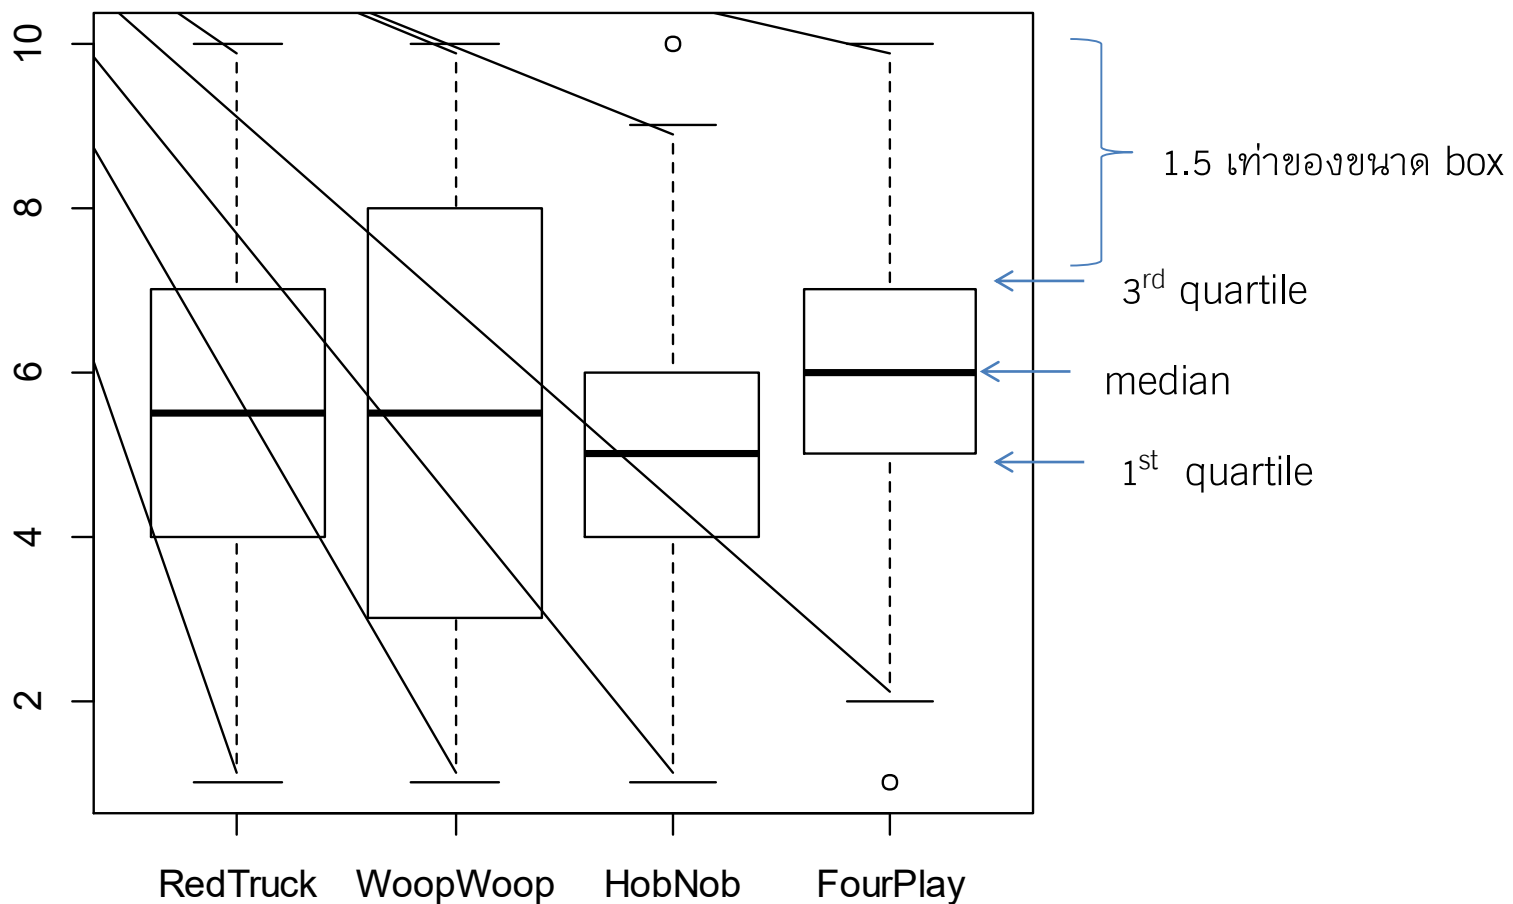 10
8
6
4
2
1.5 เท่าของขนาด box
3rd quartile
median
1st quartile
RedTruck WoopWoop HobNob FourPlay